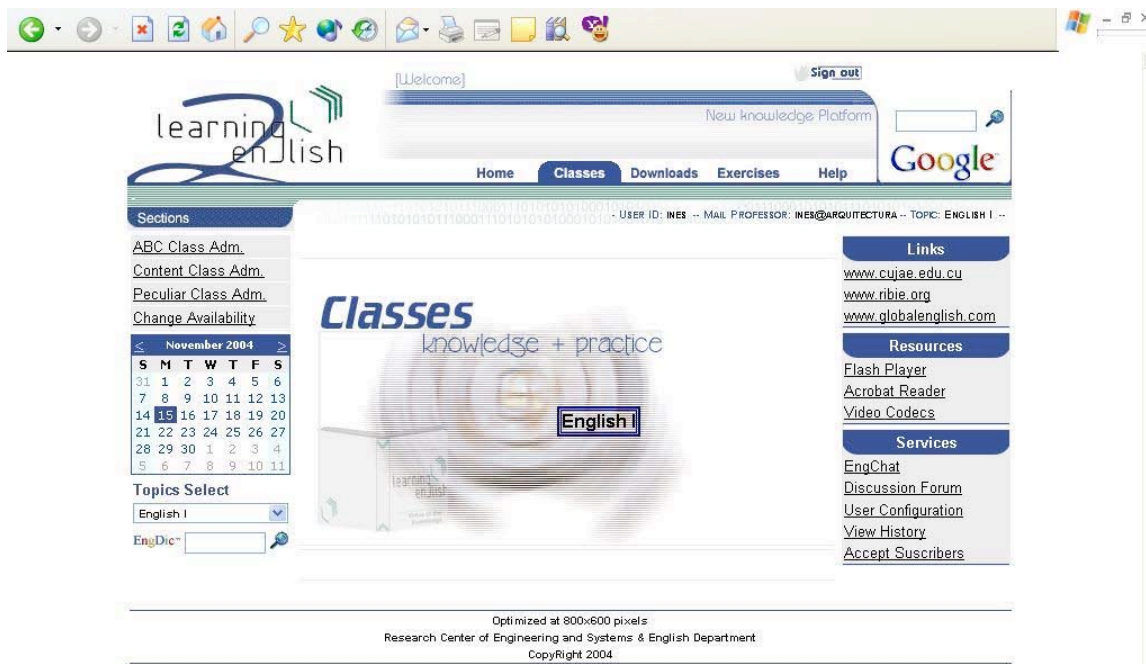 [Welcome]
Sign out
learning
2
english
New knowledge Platform
Google
Home Classes Downloads Exercises Help
Sections
- USER ID: INES -- MAIL PROFESSOR: INES@ARQUITECTURA -- TOPIC: ENGLISH I --
ABC Class Adm.
Content Class Adm.
Peculiar Class Adm.
Change Availability
< November 2004 >
S M T W T F S
31 1 2 3 4 5 6
7 8 9 10 11 12 13
14 15 16 17 18 19 20
21 22 23 24 25 26 27
28 29 30 1 2 3 4
5 6 7 8 9 10 11
Topics Select
English I
EngDic
Classes
knowledge + practice
English I
learning
english
Links
www.cujae.edu.cu
www.ribie.org
www.globalenglish.com
Resources
Flash Player
Acrobat Reader
Video Codecs
Services
EngChat
Discussion Forum
User Configuration
View History
Accept Suscribers
Optimized at 800x600 pixels
Research Center of Engineering and Systems & English Department
CopyRight 2004